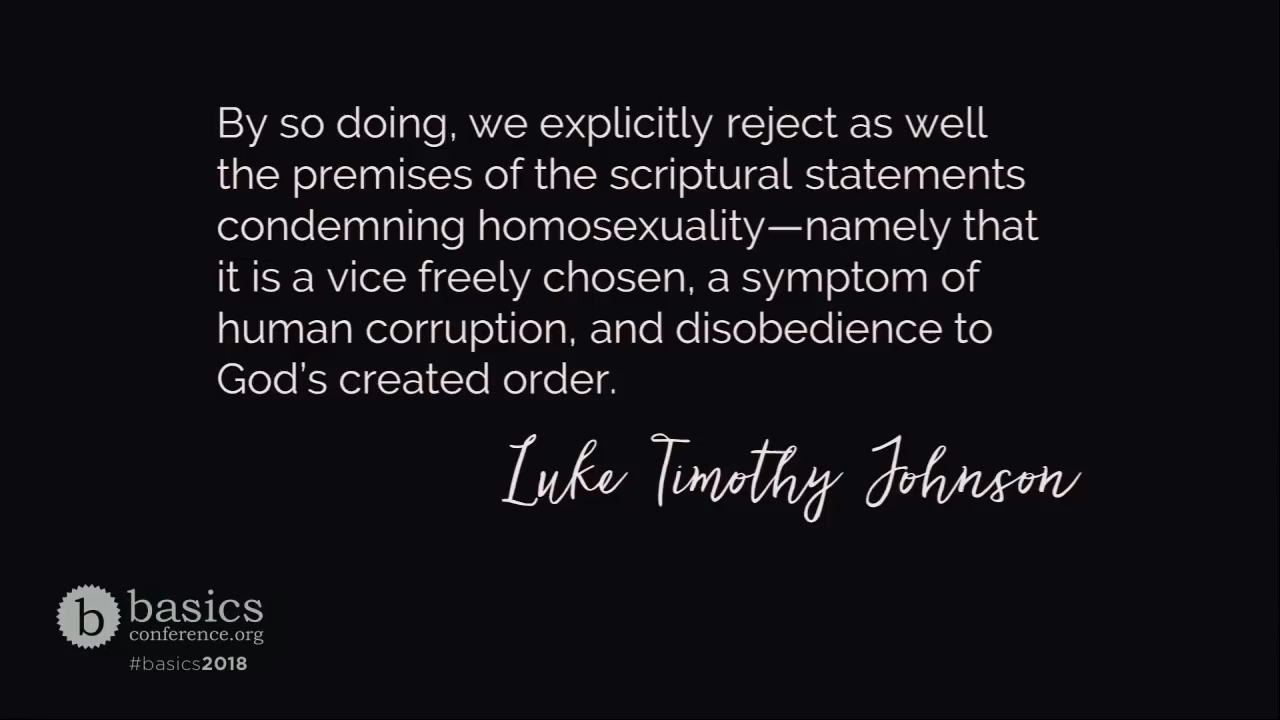 By so doing, we explicitly reject as well
the premises of the scriptural statements
condemning homosexuality—namely that
it is a vice freely chosen, a symptom of
human corruption, and disobedience to
God’s created order.
Luke Timothy Johnson
b basics
conference.org
#basics2018